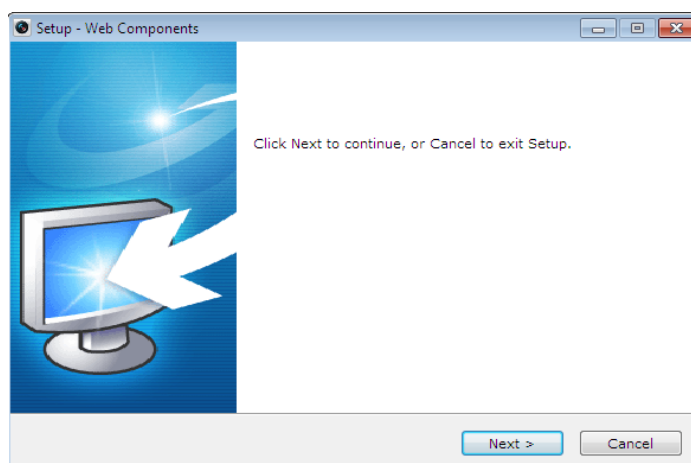 Setup - Web Components
Click Next to continue, or Cancel to exit Setup.
Next >
Cancel